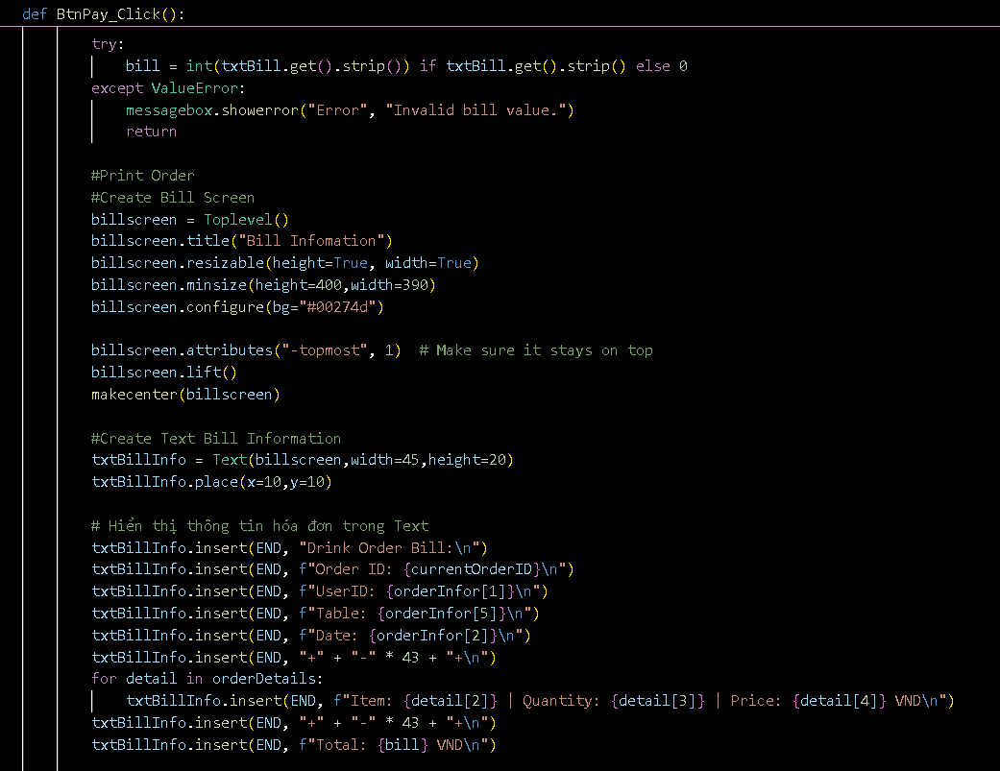 def BtnPay_Click():
try:
bill = int(txtBill.get().strip()) if txtBill.get().strip() else 0
except ValueError:
messagebox.showerror("Error", "Invalid bill value.")
return
#Print Order
#Create Bill Screen
billscreen = Toplevel()
billscreen.title("Bill Infomation")
billscreen.resizable(height=True, width=True)
billscreen.minsize(height=400,width=390)
billscreen.configure(bg="#00274d")
billscreen.attributes("-topmost", 1)  # Make sure it stays on top
billscreen.lift()
makecenter(billscreen)
#Create Text Bill Information
txtBillInfo = Text(billscreen,width=45,height=20)
txtBillInfo.place(x=10,y=10)
# Hiển thị thông tin hóa đơn trong Text
txtBillInfo.insert(END, "Drink Order Bill:\n")
txtBillInfo.insert(END, f"Order ID: {currentOrderID}\n")
txtBillInfo.insert(END, f"UserID: {orderInfor[1]}\n")
txtBillInfo.insert(END, f"Table: {orderInfor[5]}\n")
txtBillInfo.insert(END, f"Date: {orderInfor[2]}\n")
txtBillInfo.insert(END, "+" + "-" * 43 + "+\n")
for detail in orderDetails:
txtBillInfo.insert(END, f"Item: {detail[2]} | Quantity: {detail[3]} | Price: {detail[4]} VND\n")
txtBillInfo.insert(END, "+" + "-" * 43 + "+\n")
txtBillInfo.insert(END, f"Total: {bill} VND\n")